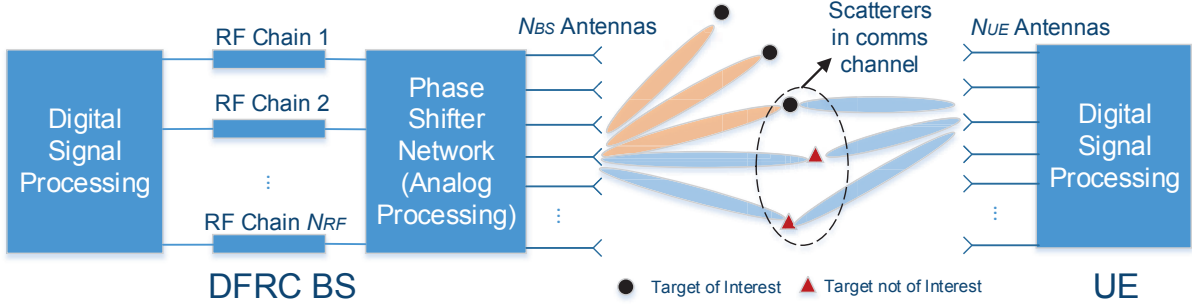 Digital
Signal
Processing
RF Chain 1
RF Chain 2
...
RF Chain NRF
Phase
Shifter
Network
(Analog
Processing)
NBS Antennas
...
Scatterers
in comms
channel
NUE Antennas
...
Digital
Signal
Processing
DFRC BS
Target of Interest
Target not of Interest
UE